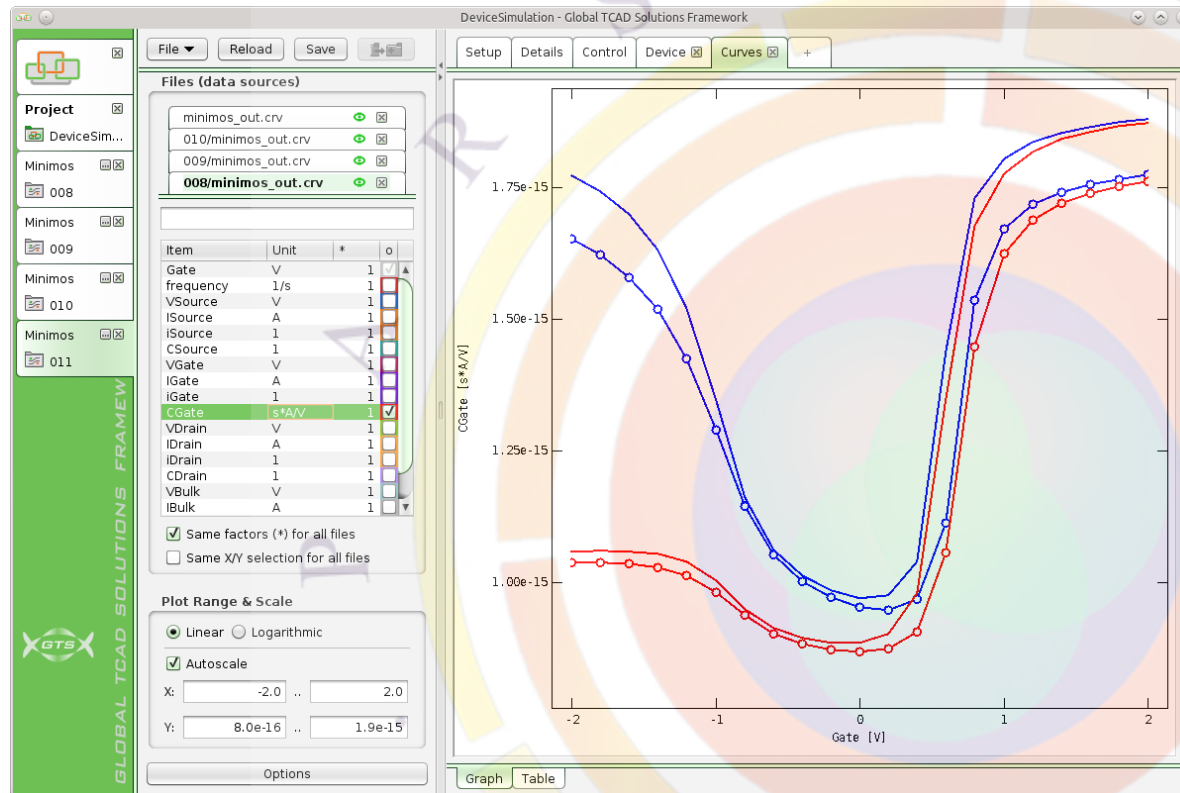 DeviceSimulation - Global TCAD Solutions Framework
File Reload Save
Setup Details Control Device Curves +
Files (data sources)
Project
DeviceSim...
Minimos
008
Minimos
009
Minimos
010
Minimos
011
GLOBAL TCAD SOLUTIONS FRAMEW
GTS
minimos_out.crv
010/minimos_out.crv
009/minimos_out.crv
008/minimos_out.crv
Item Unit * o
Gate V 1
frequency 1/s 1
VSource V 1
ISource A 1
iSource 1 1
CSource 1 1
VGate V 1
IGate A 1
iGate 1 1
CGate s*A/V 1
VDrain V 1
IDrain A 1
iDrain 1 1
CDrain 1 1
VBulk V 1
IBulk A 1
Same factors (*) for all files
Same X/Y selection for all files
Plot Range & Scale
Linear Logarithmic
Autoscale
X: -2.0 .. 2.0
Y: 8.0e-16 .. 1.9e-15
Options
1.75e-15
1.50e-15
1.25e-15
1.00e-15
CGate [s*A/V]
-2 -1 0 1 2
Gate [V]
Graph Table
P A R S